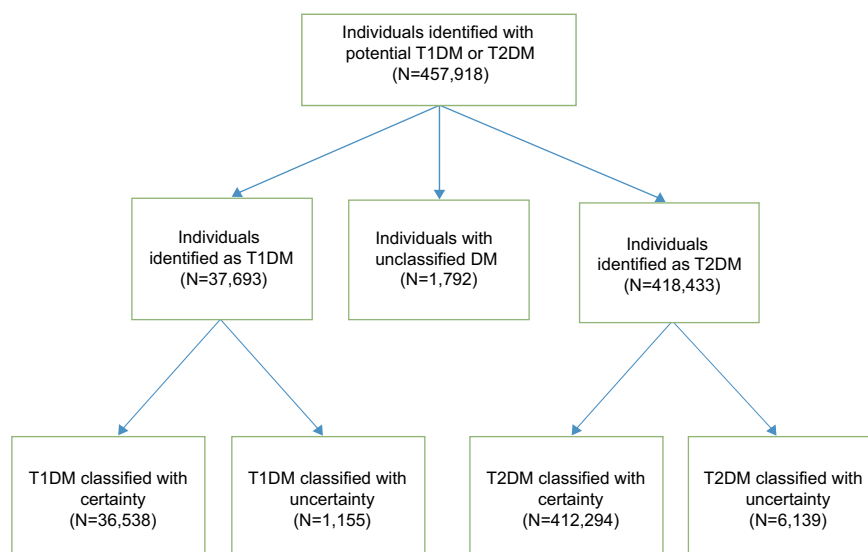 Individuals identified with
potential T1DM or T2DM
(N=457,918)
Individuals
identified as T1DM
(N=37,693)
Individuals with
unclassified DM
(N=1,792)
Individuals
identified as T2DM
(N=418,433)
T1DM classified with
certainty
(N=36,538)
T1DM classified with
uncertainty
(N=1,155)
T2DM classified with
certainty
(N=412,294)
T2DM classified with
uncertainty
(N=6,139)